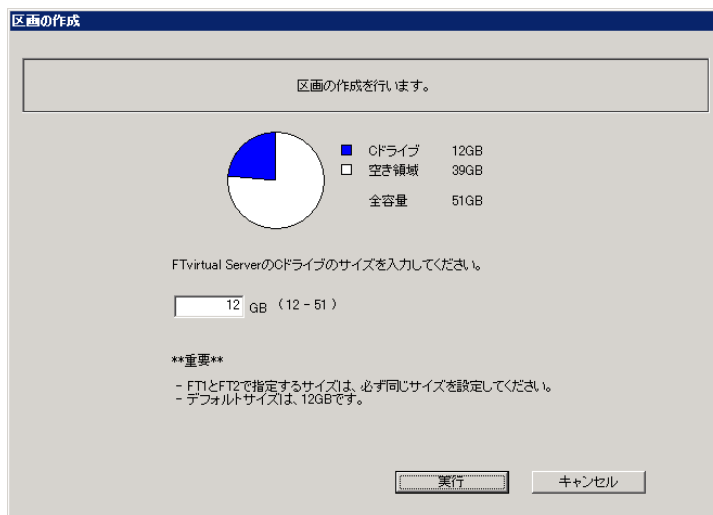 区画の作成
区画の作成を行います。
Cドライブ 12GB
空き領域 39GB
全容量 51GB
FTvirtual ServerのCドライブのサイズを入力してください。
12 GB (12 - 51)
**重要**
- FT1とFT2で指定するサイズは、必ず同じサイズを設定してください。
- デフォルトサイズは、12GBです。
実行 キャンセル